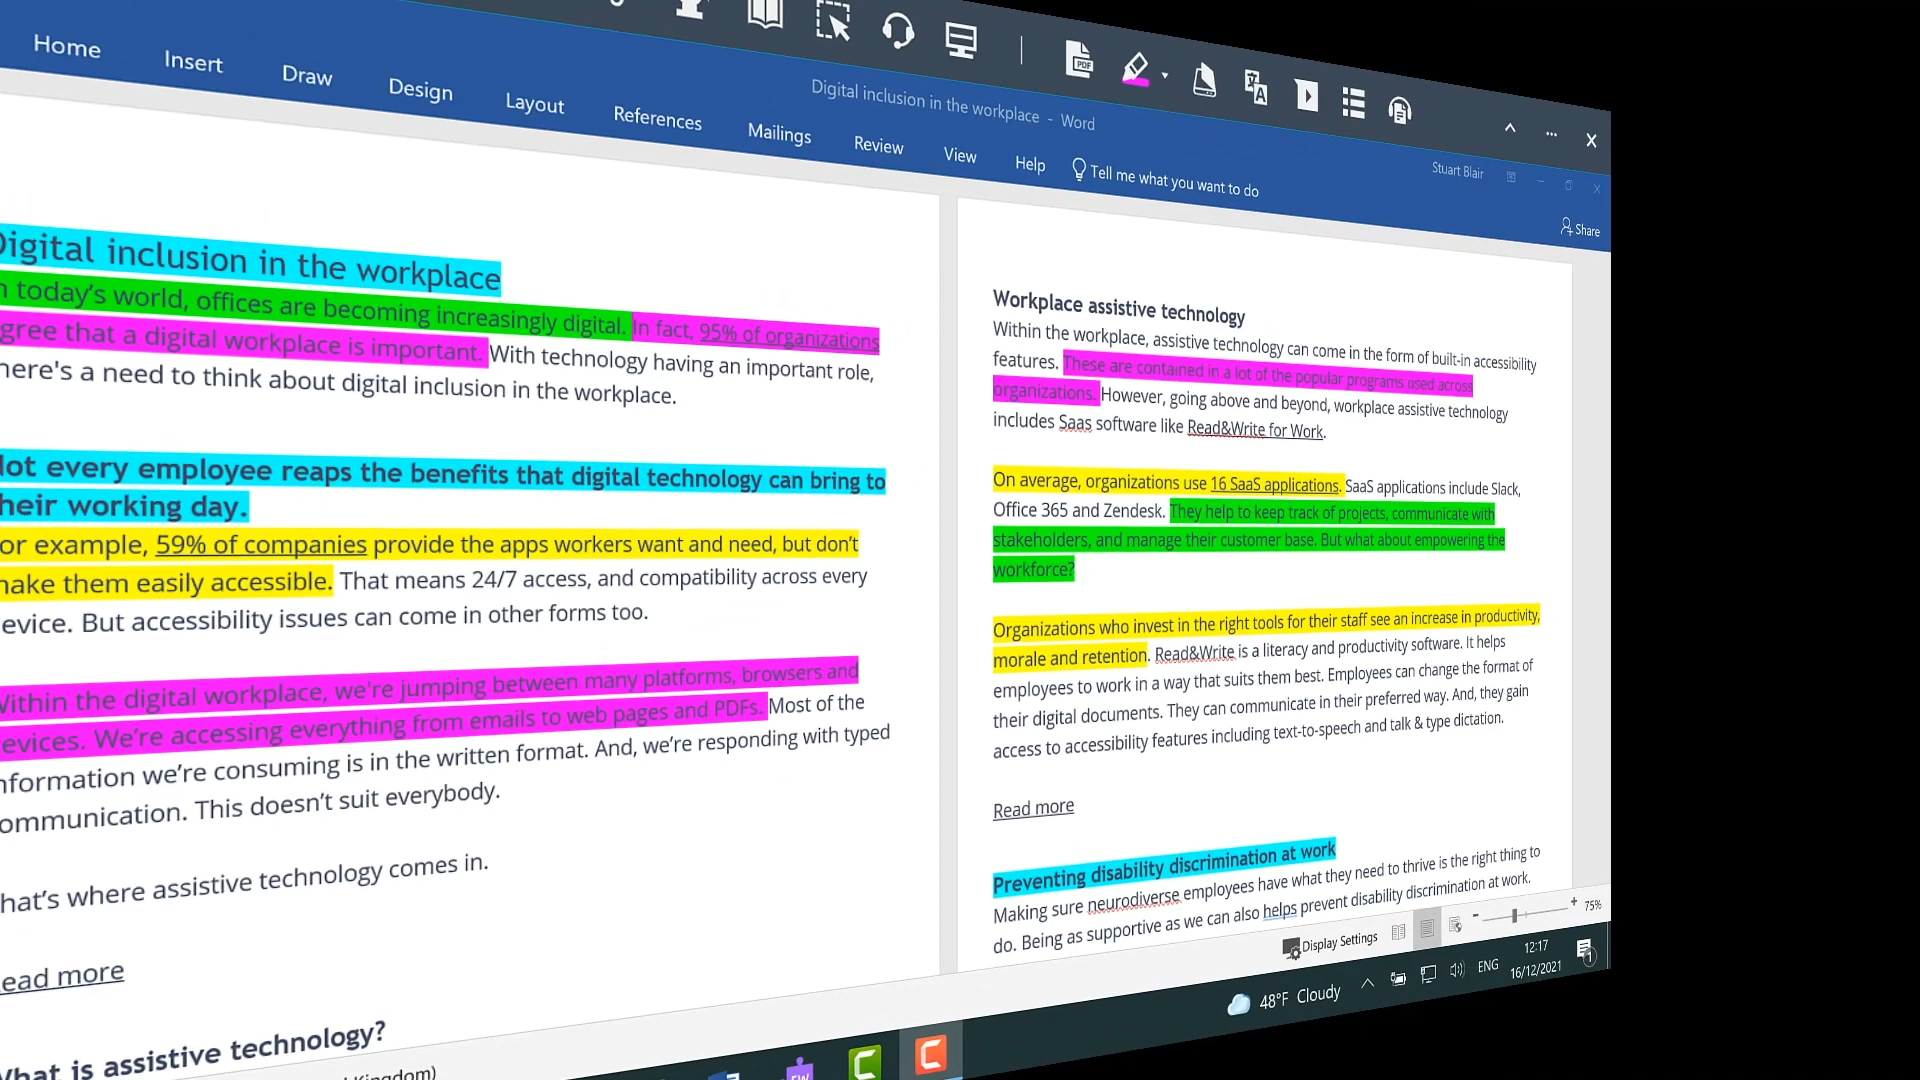 Home Insert Draw Design Layout References Mailings Review View Help Tell me what you want to do
Digital inclusion in the workplace - Word
PDF
Stuart Blair
Share
Digital inclusion in the workplace
n today's world, offices are becoming increasingly digital. In fact, 95% of organizations
gree that a digital workplace is important. With technology having an important role,
here's a need to think about digital inclusion in the workplace.
Not every employee reaps the benefits that digital technology can bring to
heir working day.
or example, 59% of companies provide the apps workers want and need, but don't
make them easily accessible. That means 24/7 access, and compatibility across every
evice. But accessibility issues can come in other forms too.
Within the digital workplace, we're jumping between many platforms, browsers and
evices. We're accessing everything from emails to web pages and PDFs. Most of the
nformation we're consuming is in the written format. And, we're responding with typed
ommunication. This doesn't suit everybody.
hat's where assistive technology comes in.
ead more
What is assistive technology?
Workplace assistive technology
Within the workplace, assistive technology can come in the form of built-in accessibility
features. These are contained in a lot of the popular programs used across
organizations. However, going above and beyond, workplace assistive technology
includes Saas software like Read&Write for Work.
On average, organizations use 16 SaaS applications. SaaS applications include Slack,
Office 365 and Zendesk. They help to keep track of projects, communicate with
stakeholders, and manage their customer base. But what about empowering the
workforce?
Organizations who invest in the right tools for their staff see an increase in productivity,
morale and retention. Read&Write is a literacy and productivity software. It helps
employees to work in a way that suits them best. Employees can change the format of
their digital documents. They can communicate in their preferred way. And, they gain
access to accessibility features including text-to-speech and talk & type dictation.
Read more
Preventing disability discrimination at work
Making sure neurodiverse employees have what they need to thrive is the right thing to
do. Being as supportive as we can also helps prevent disability discrimination at work.
Display Settings
75%
48°F Cloudy
ENG
12:17
16/12/2021
1